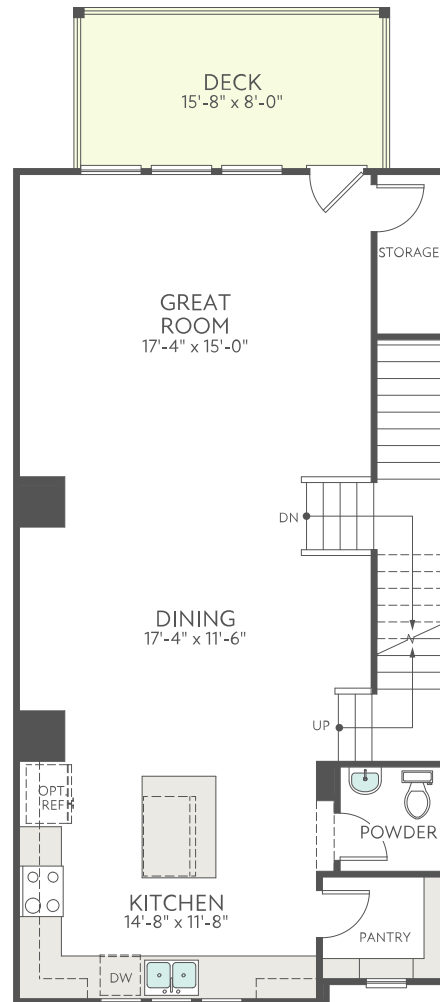 DECK
15'-8" x 8'-0"
STORAGE
GREAT
ROOM
17'-4" x 15'-0"
DN
DINING
17'-4" x 11'-6"
UP
OPT.
REF
POWDER
KITCHEN
14'-8" x 11'-8"
PANTRY
DW